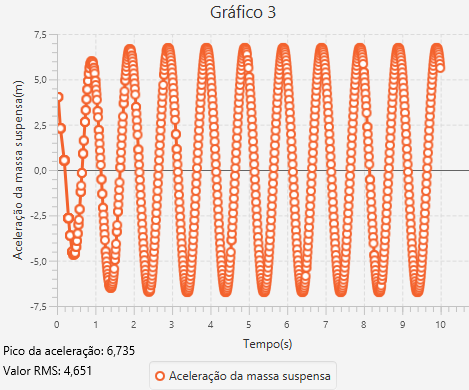 Gráfico 3
Aceleração da massa suspensa(m)
7,5
5,0
2,5
0,0
-2,5
-5,0
-7,5
0 1 2 3 4 5 6 7 8 9 10
Tempo(s)
Pico da aceleração: 6,735
Valor RMS: 4,651
Aceleração da massa suspensa